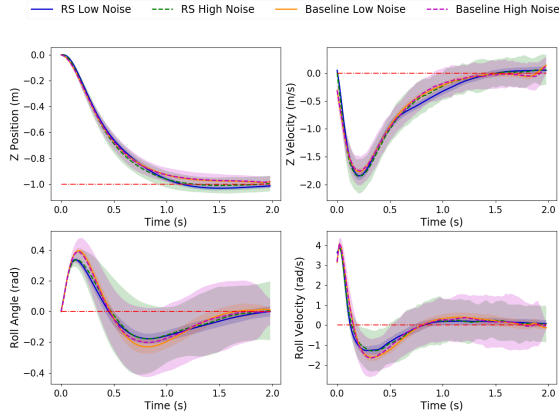 RS Low Noise RS High Noise Baseline Low Noise Baseline High Noise
0.0
−0.2
−0.4
−0.6
−0.8
−1.0
Z Position (m)
0.0 0.5 1.0 1.5 2.0
Time (s)
0.0
−0.5
−1.0
−1.5
−2.0
Z Velocity (m/s)
0.0 0.5 1.0 1.5 2.0
Time (s)
0.4
0.2
0.0
−0.2
−0.4
Roll Angle (rad)
0.0 0.5 1.0 1.5 2.0
Time (s)
4
3
2
1
0
−1
−2
Roll Velocity (rad/s)
0.0 0.5 1.0 1.5 2.0
Time (s)